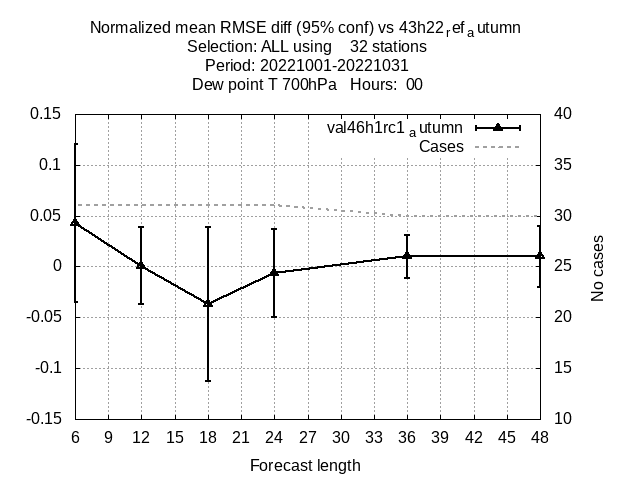 Normalized mean RMSE diff (95% conf) vs 43h22refautumn
Selection: ALL using 32 stations
Period: 20221001-20221031
Dew point T 700hPa Hours: 00
val46h1rc1autumn
Cases
0.15
0.1
0.05
0
-0.05
-0.1
-0.15
40
35
30
25
20
15
10
No cases
6 9 12 15 18 21 24 27 30 33 36 39 42 45 48
Forecast length